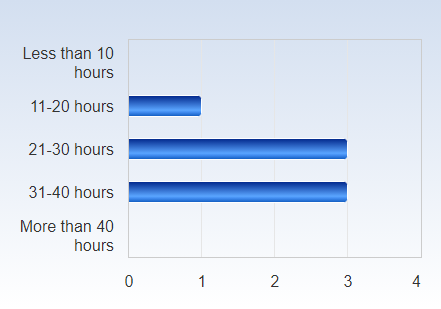 Less than 10
hours
11-20 hours
21-30 hours
31-40 hours
More than 40
hours
0 1 2 3 4